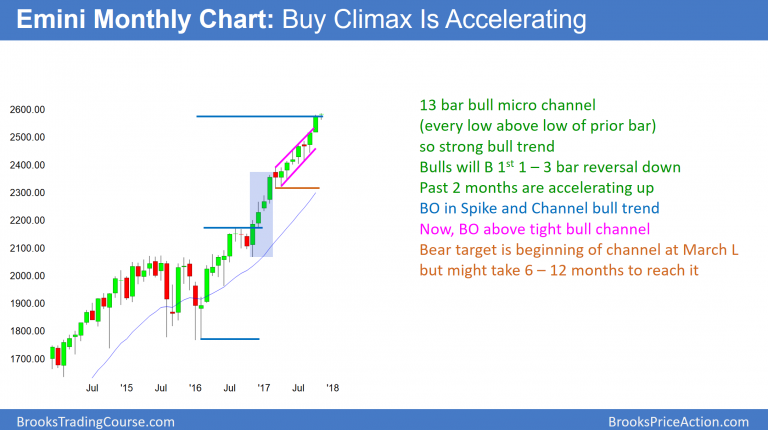 Emini Monthly Chart: Buy Climax Is Accelerating
13 bar bull micro channel
(every low above low of prior bar)
so strong bull trend
Bulls will B 1st 1 – 3 bar reversal down
Past 2 months are accelerating up
BO in Spike and Channel bull trend
Now, BO above tight bull channel
Bear target is beginning of channel at March L
but might take 6 – 12 months to reach it
2600.00
2500.00
2400.00
2300.00
2200.00
2100.00
2000.00
1900.00
1800.00
1700.00
Jul '15 Jul '16 Jul '17 Jul '18
BrooksTradingCourse.com
BrooksPriceAction.com